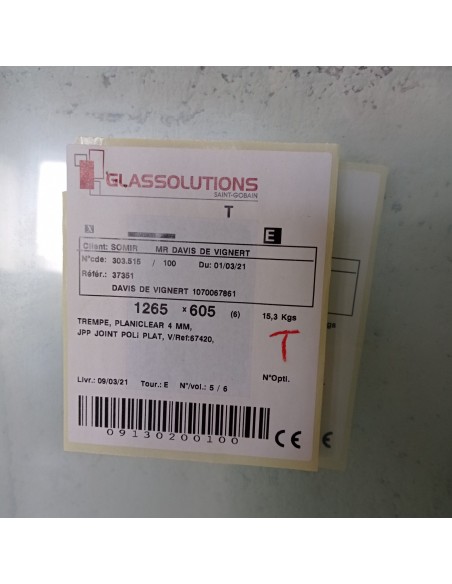 GLASSOLUTIONS
SAINT-GOBAIN
T
X
E
Client: SOMIR MR DAVIS DE VIGNERT
N°cde: 303.515 / 100 Du: 01/03/21
Référ.: 37351
DAVIS DE VIGNERT 1070067861
1265 x 605 (6) 15,3 Kgs
TREMPE, PLANICLEAR 4 MM,
JPP JOINT POLI PLAT, V/Ref:67420,
T
N°Opti.
Livr.: 09/03/21 Tour.: E N°/vol.: 5 / 6
09130200100
CE